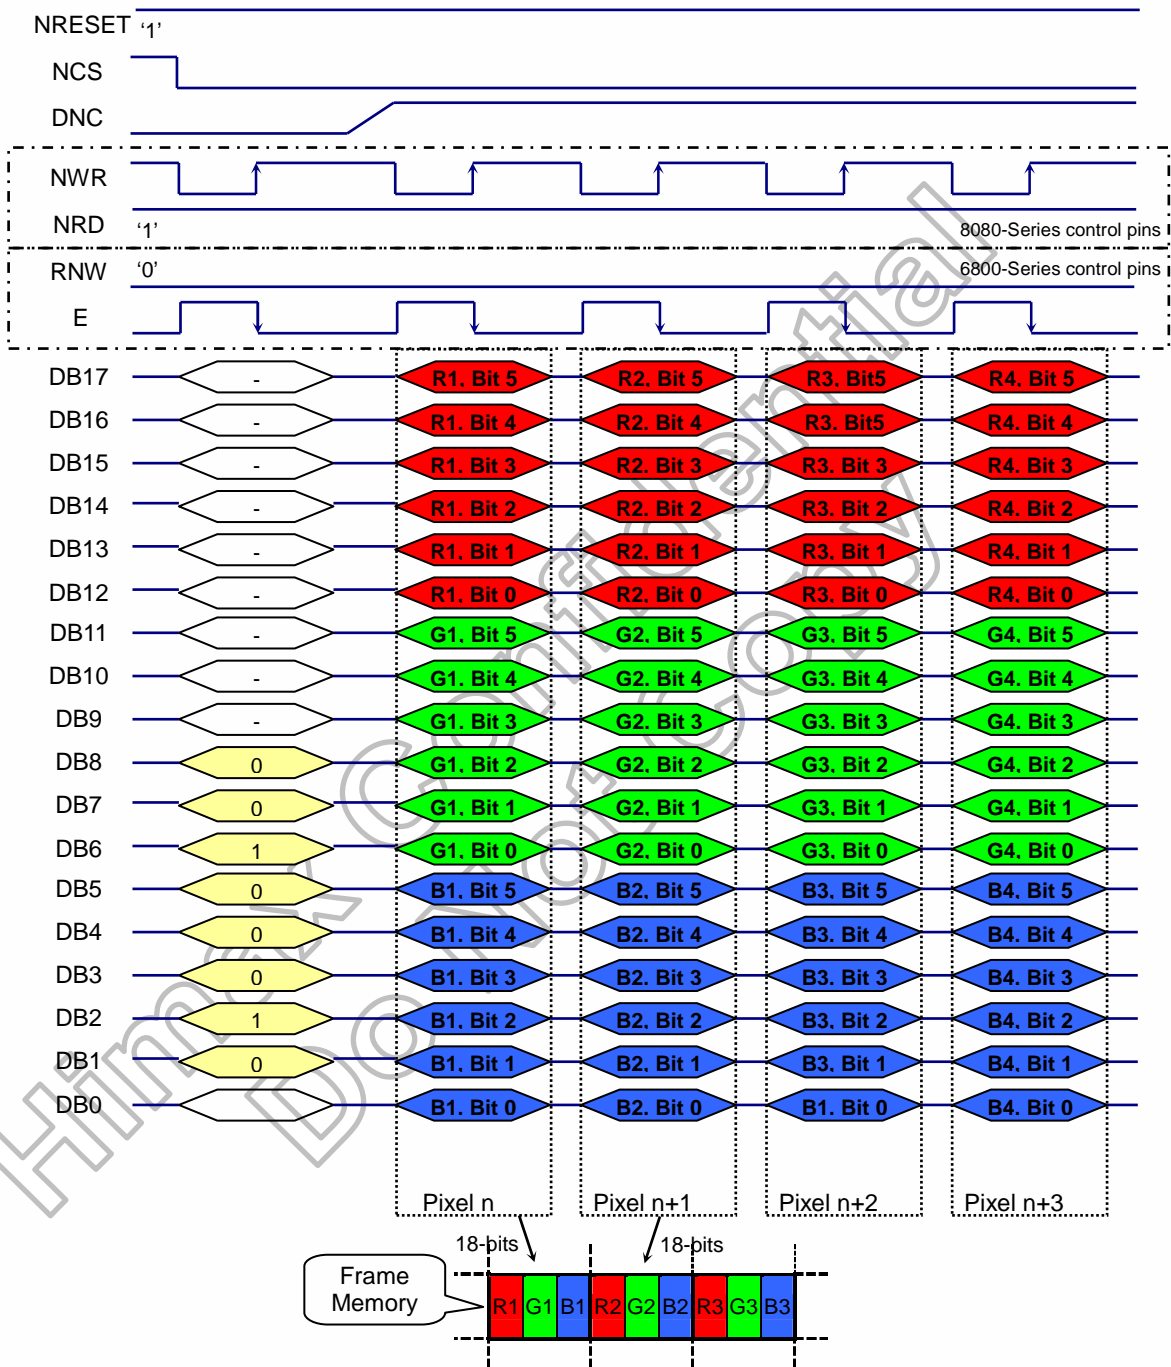 NRESET '1'
NCS
DNC
NWR
NRD '1' 8080-Series control pins
RNW '0' 6800-Series control pins
E
DB17 - R1, Bit 5 R2, Bit 5 R3, Bit5 R4, Bit 5
DB16 - R1, Bit 4 R2, Bit 4 R3, Bit5 R4, Bit 4
DB15 - R1, Bit 3 R2, Bit 3 R3, Bit 3 R4, Bit 3
DB14 - R1, Bit 2 R2, Bit 2 R3, Bit 2 R4, Bit 2
DB13 - R1, Bit 1 R2, Bit 1 R3, Bit 1 R4, Bit 1
DB12 - R1, Bit 0 R2, Bit 0 R3, Bit 0 R4, Bit 0
DB11 - G1, Bit 5 G2, Bit 5 G3, Bit 5 G4, Bit 5
DB10 - G1, Bit 4 G2, Bit 4 G3, Bit 4 G4, Bit 4
DB9 - G1, Bit 3 G2, Bit 3 G3, Bit 3 G4, Bit 3
DB8 0 G1, Bit 2 G2, Bit 2 G3, Bit 2 G4, Bit 2
DB7 0 G1, Bit 1 G2, Bit 1 G3, Bit 1 G4, Bit 1
DB6 1 G1, Bit 0 G2, Bit 0 G3, Bit 0 G4, Bit 0
DB5 0 B1, Bit 5 B2, Bit 5 B3, Bit 5 B4, Bit 5
DB4 0 B1, Bit 4 B2, Bit 4 B3, Bit 4 B4, Bit 4
DB3 0 B1, Bit 3 B2, Bit 3 B3, Bit 3 B4, Bit 3
DB2 1 B1, Bit 2 B2, Bit 2 B3, Bit 2 B4, Bit 2
DB1 0 B1, Bit 1 B2, Bit 1 B3, Bit 1 B4, Bit 1
DB0 B1, Bit 0 B2, Bit 0 B1, Bit 0 B4, Bit 0
Pixel n Pixel n+1 Pixel n+2 Pixel n+3
18-bits 18-bits
Frame
Memory
R1 G1 B1 R2 G2 B2 R3 G3 B3
Himax Confidential
Do Not Copy